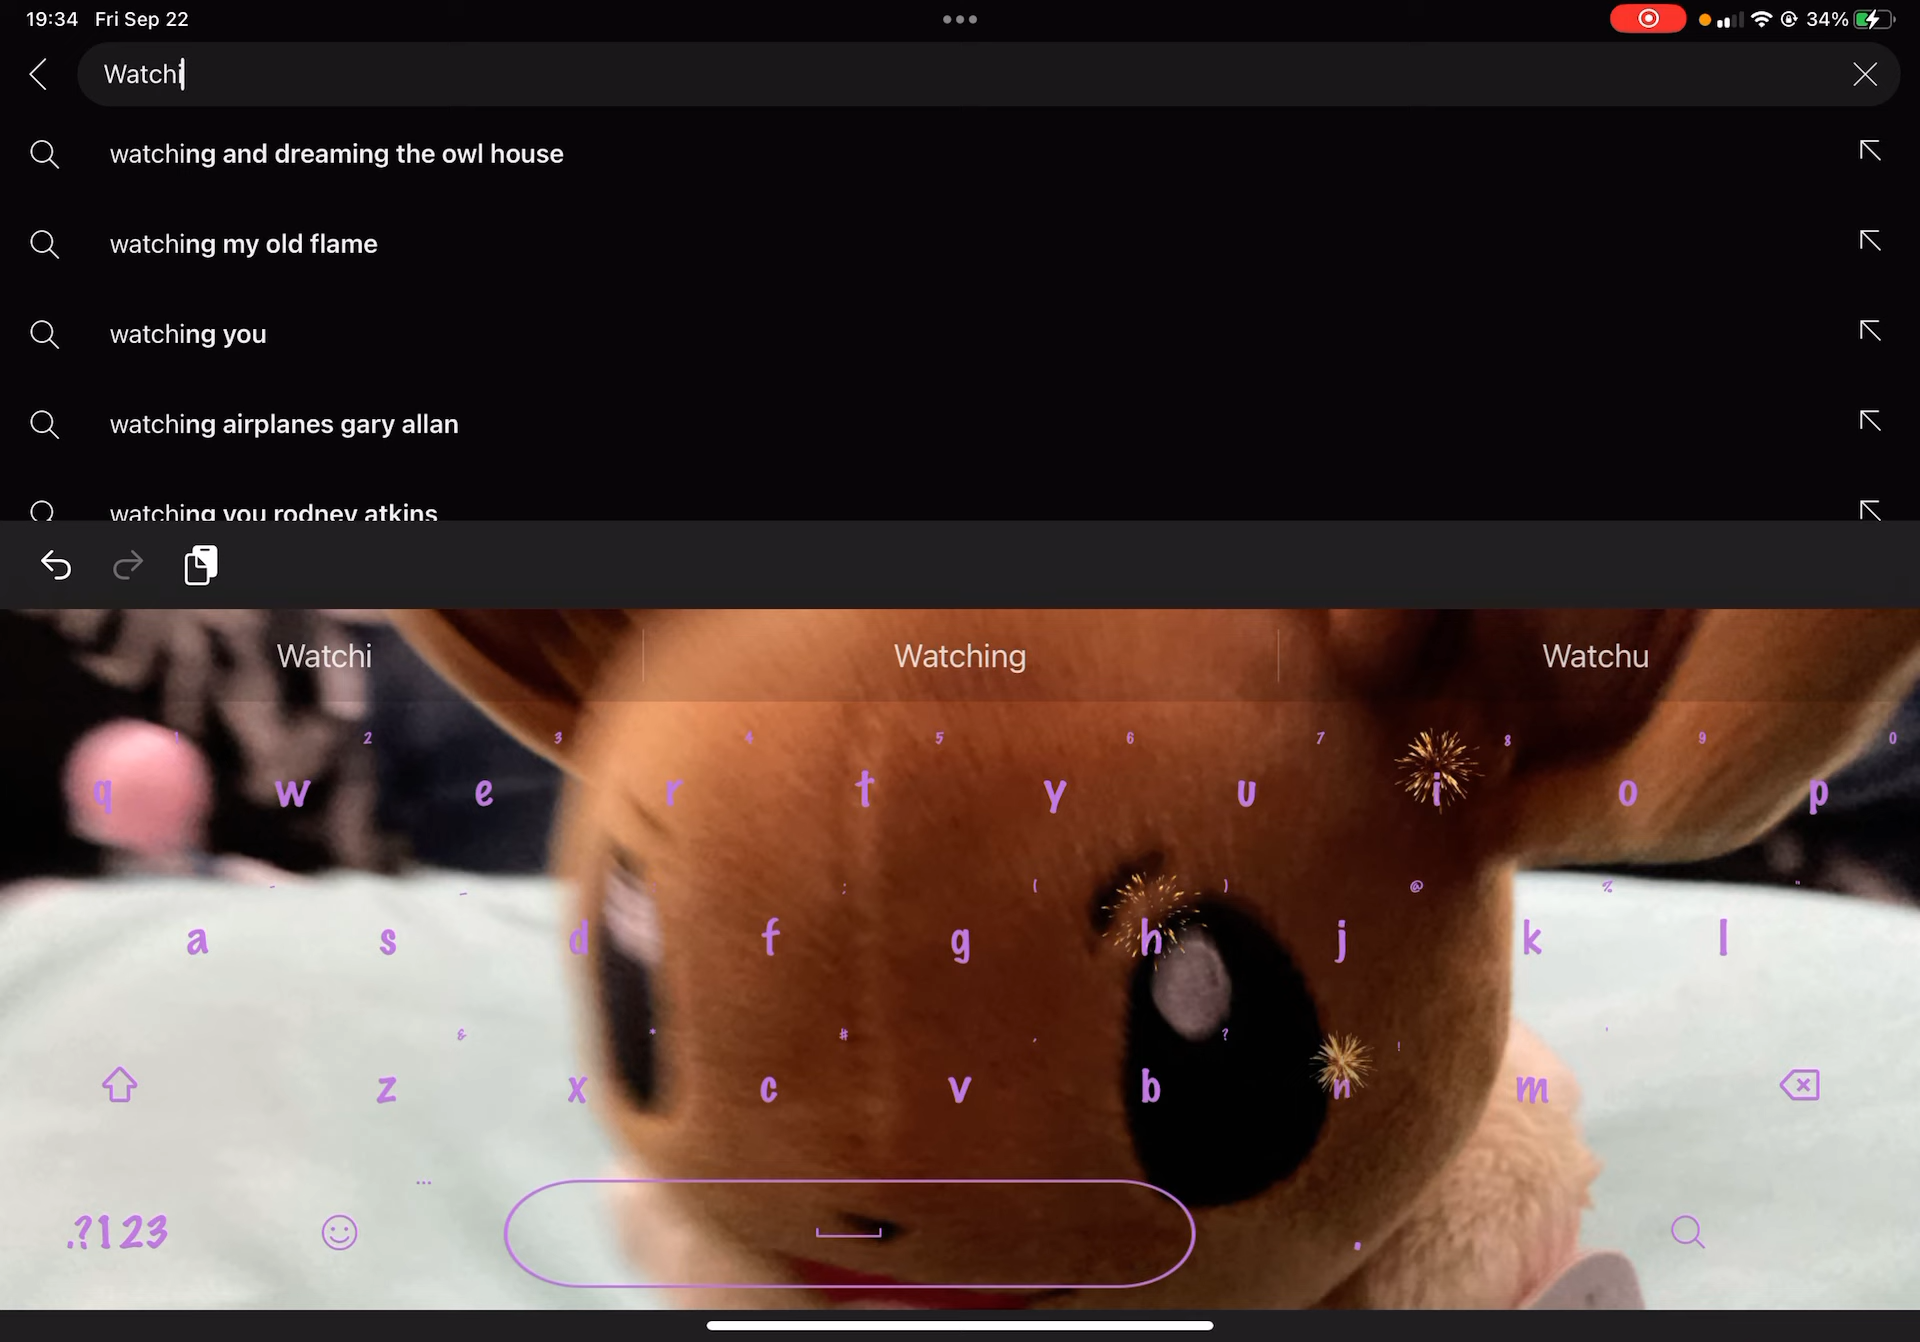 19:34 Fri Sep 22
34%
Watchi
watching and dreaming the owl house
watching my old flame
watching you
watching airplanes gary allan
watching you rodney atkins
Watchi Watching Watchu
1 2 3 4 5 6 7 8 9 0
q w e r t y u i o p
- _ : ; ( ) @ % "
a s d f g h j k l
& * # , ? ! '
z x c v b n m
...
.?123 .